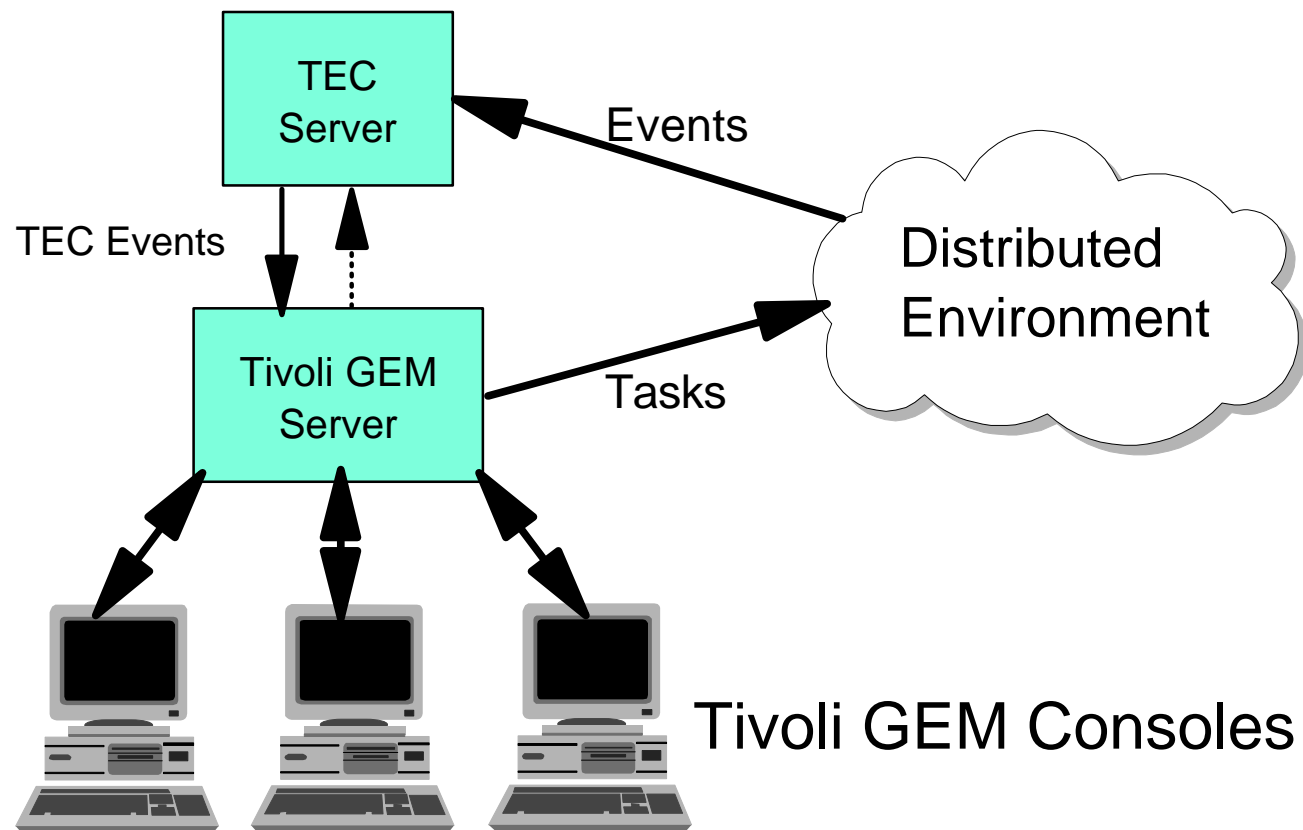 TEC
Server
Events
TEC Events
Distributed
Environment
Tivoli GEM
Server
Tasks
Tivoli GEM Consoles